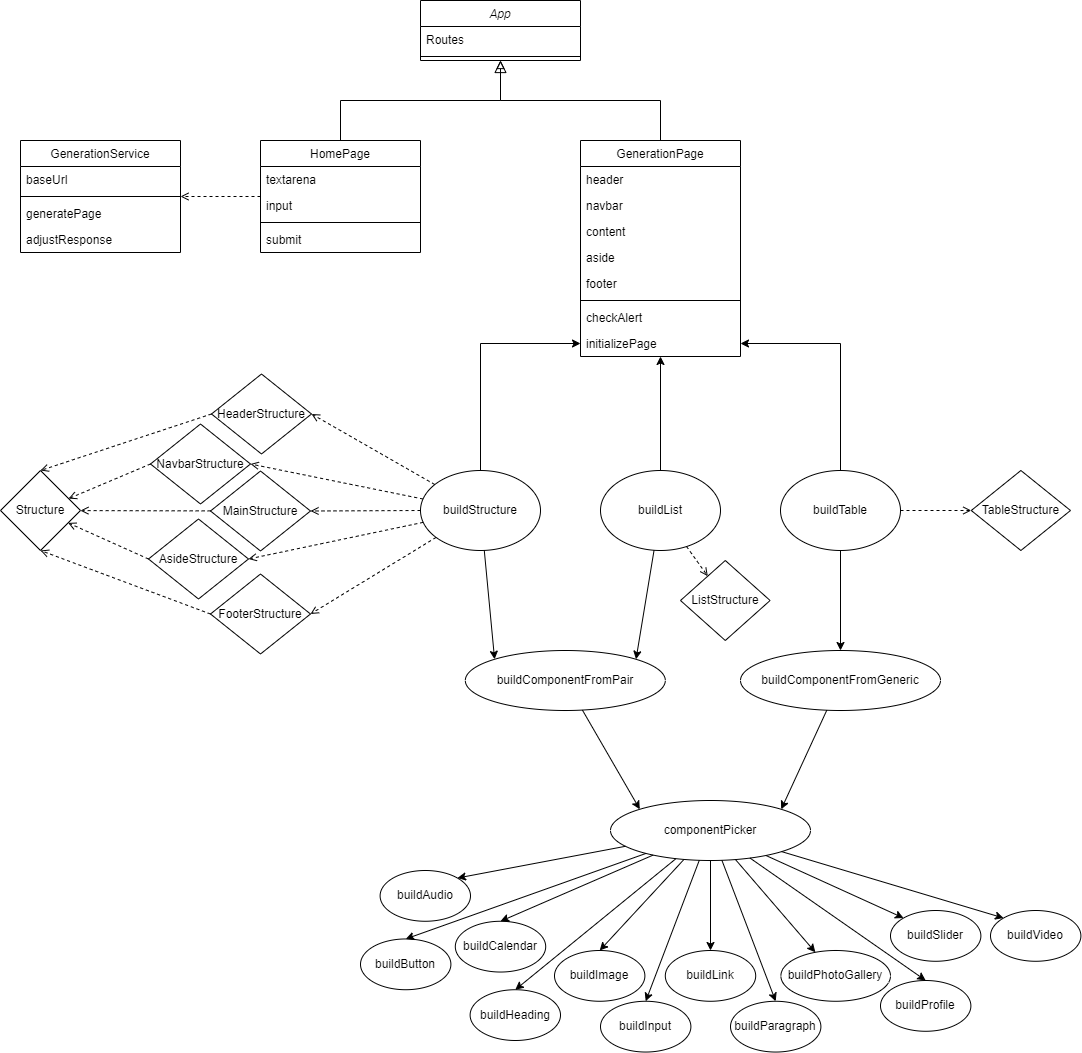 App
Routes
GenerationService
baseUrl
generatePage
adjustResponse
HomePage
textarena
input
submit
GenerationPage
header
navbar
content
aside
footer
checkAlert
initializePage
HeaderStructure
NavbarStructure
Structure
MainStructure
AsideStructure
FooterStructure
buildStructure
buildList
buildTable
TableStructure
ListStructure
buildComponentFromPair
buildComponentFromGeneric
componentPicker
buildAudio
buildButton
buildCalendar
buildHeading
buildImage
buildInput
buildLink
buildParagraph
buildPhotoGallery
buildProfile
buildSlider
buildVideo